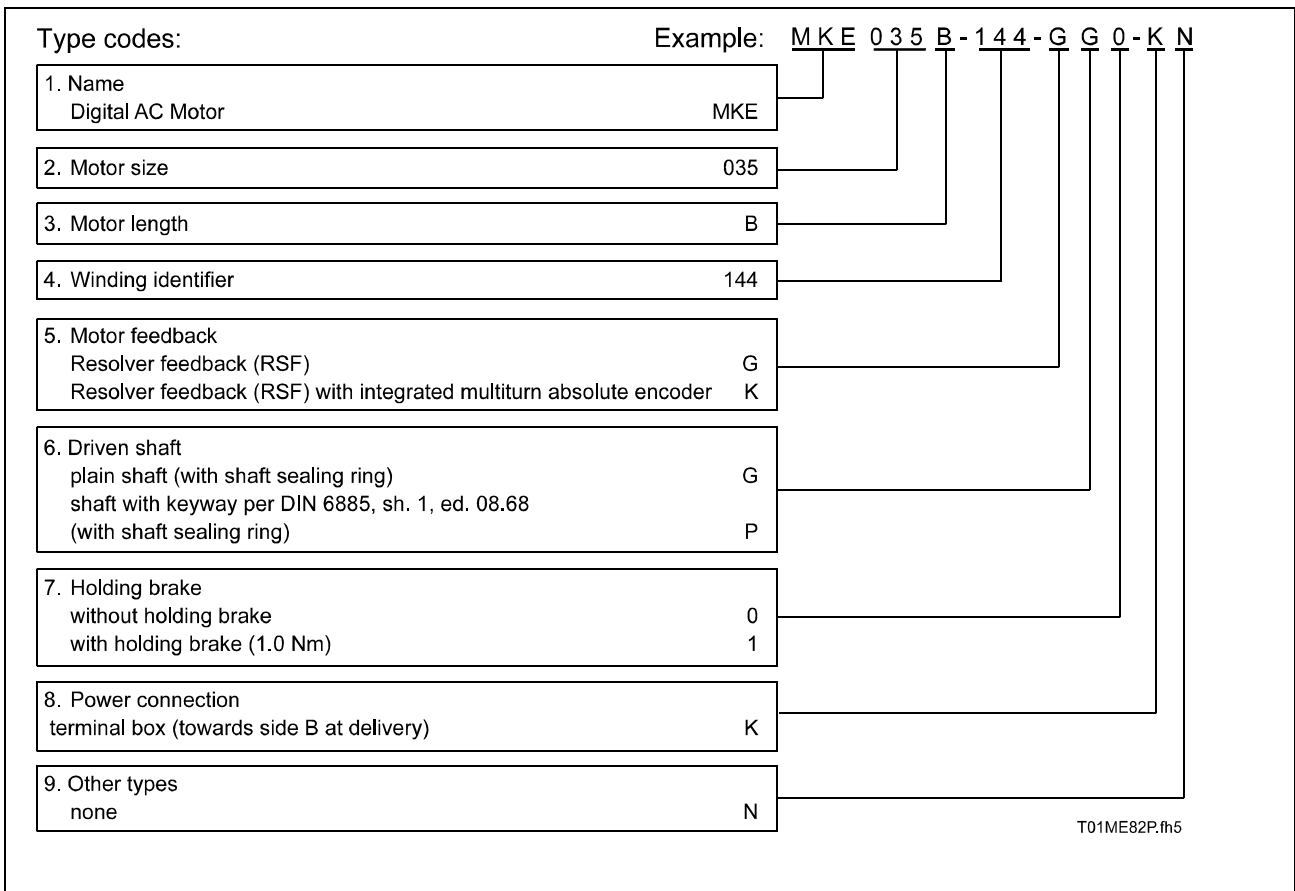 Type codes: Example: MKE 035 B - 144 - G G 0 - K N
1. Name
Digital AC Motor MKE
2. Motor size 035
3. Motor length B
4. Winding identifier 144
5. Motor feedback
Resolver feedback (RSF) G
Resolver feedback (RSF) with integrated multiturn absolute encoder K
6. Driven shaft
plain shaft (with shaft sealing ring) G
shaft with keyway per DIN 6885, sh. 1, ed. 08.68
(with shaft sealing ring) P
7. Holding brake
without holding brake 0
with holding brake (1.0 Nm) 1
8. Power connection
terminal box (towards side B at delivery) K
9. Other types
none N
T01ME82P.fh5